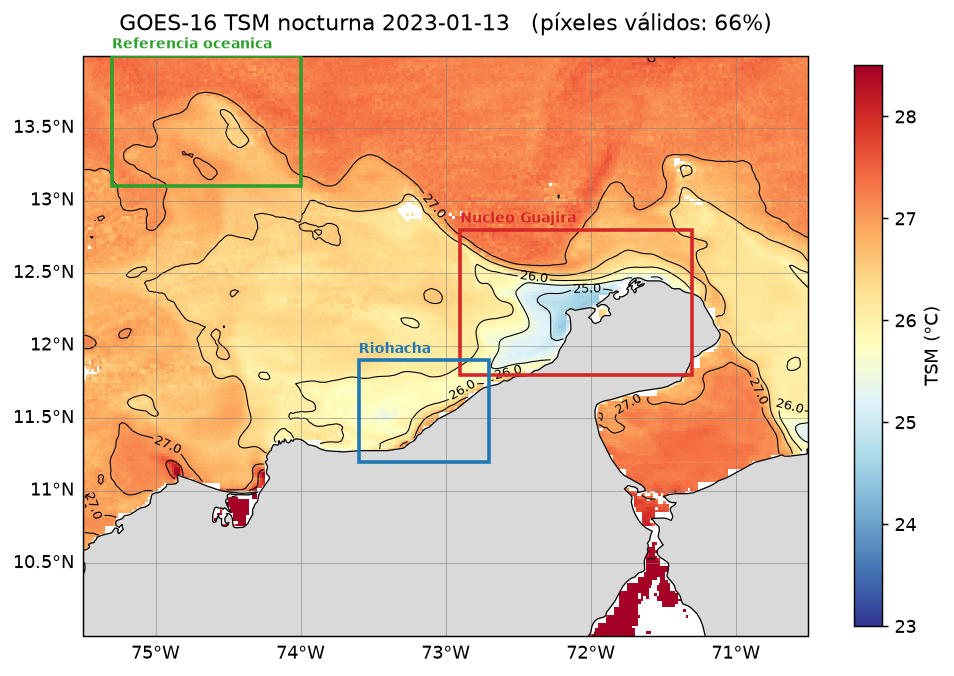 GOES-16 TSM nocturna 2023-01-13   (píxeles válidos: 66%)
Referencia oceanica
13.5°N
13°N
12.5°N
12°N
11.5°N
11°N
10.5°N
27.0
Nucleo Guajira
26.0
25.0
Riohacha
26.0
26.0
27.0
27.0
26.0
27.0
27.0
75°W
74°W
73°W
72°W
71°W
28
27
26
25
24
23
TSM (°C)